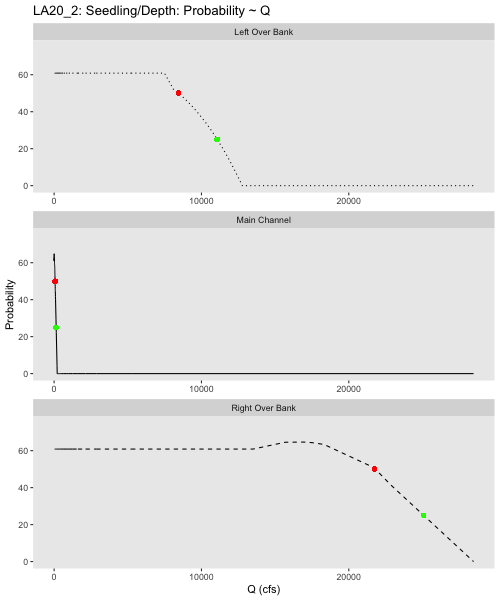 LA20_2: Seedling/Depth: Probability ~ Q
Left Over Bank
60
40
20
0
0 10000 20000
Main Channel
60
40
20
0
0 10000 20000
Right Over Bank
60
40
20
0
0 10000 20000
Probability
Q (cfs)